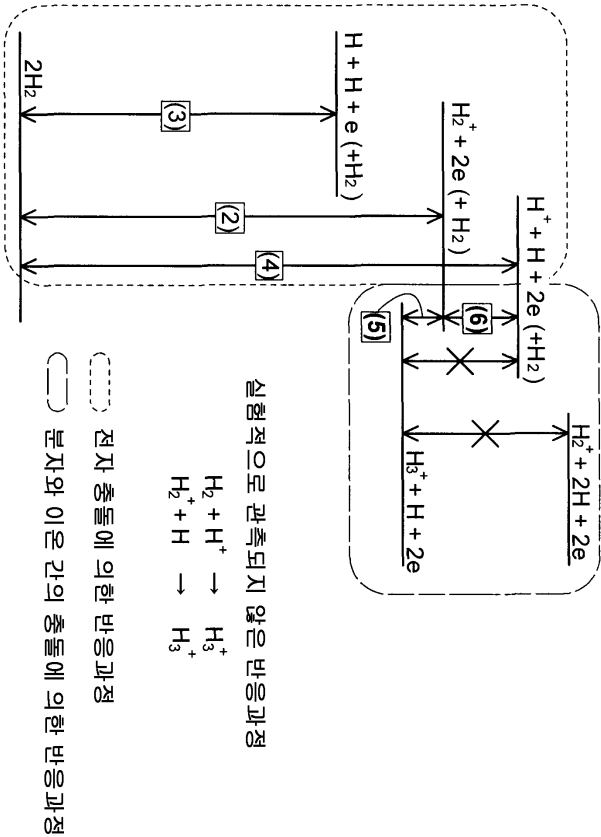 H₂⁺ + 2H + 2e
H⁺ + H + 2e (+H₂)
H₂⁺ + 2e (+ H₂)
(6)
(5)
H₃⁺ + H + 2e
H + H + e (+H₂)
(3)
(2)
(4)
2H₂
실험적으로 관측되지 않은 반응과정
H₂ + H⁺ → H₃⁺
H₂⁺ + H → H₃⁺
전자 충돌에 의한 반응과정
분자와 이온 간의 충돌에 의한 반응과정